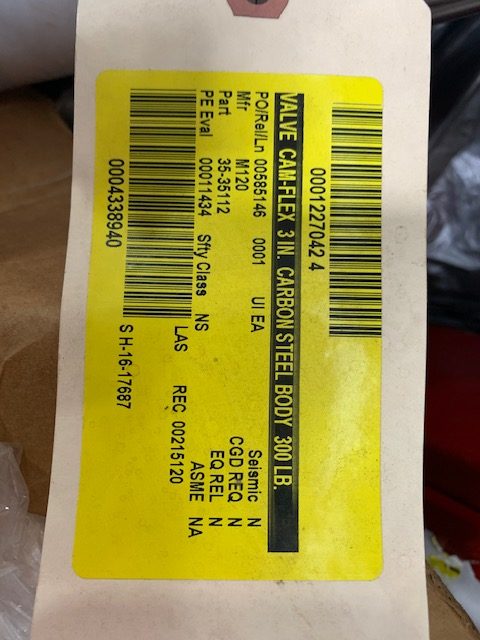 0001227042 4
VALVE CAM-FLEX 3 IN. CARBON STEEL BODY 300 LB.
PO/Rel/Ln 00585146 0001 UI EA Seismic N
Mfr M120 CGD REQ N
Part 35-35112 EQ REL N
PE Eval 00011434 Sfty Class NS ASME NA
LAS REC 00215120
0004338940 S H-16-17687